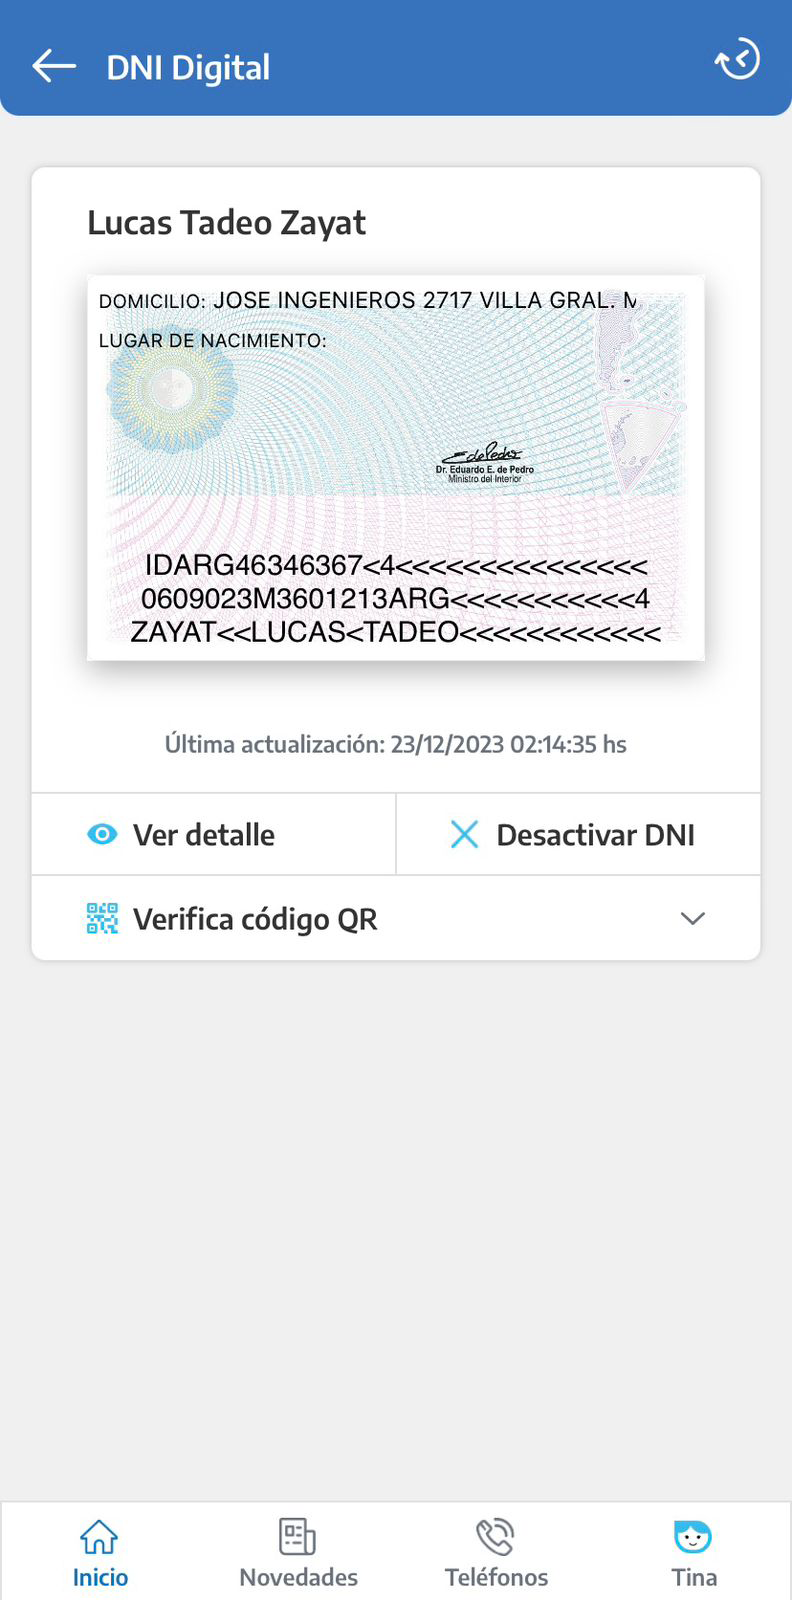 DNI Digital
Lucas Tadeo Zayat
DOMICILIO: JOSE INGENIEROS 2717 VILLA GRAL. M
LUGAR DE NACIMIENTO:
Dr. Eduardo E. de Pedro
Ministro del Interior
IDARG46346367<4<<<<<<<<<<<<<<<
0609023M3601213ARG<<<<<<<<<<<4
ZAYAT<<LUCAS<TADEO<<<<<<<<<<<<
Última actualización: 23/12/2023 02:14:35 hs
Ver detalle
Desactivar DNI
Verifica código QR
Inicio
Novedades
Teléfonos
Tina